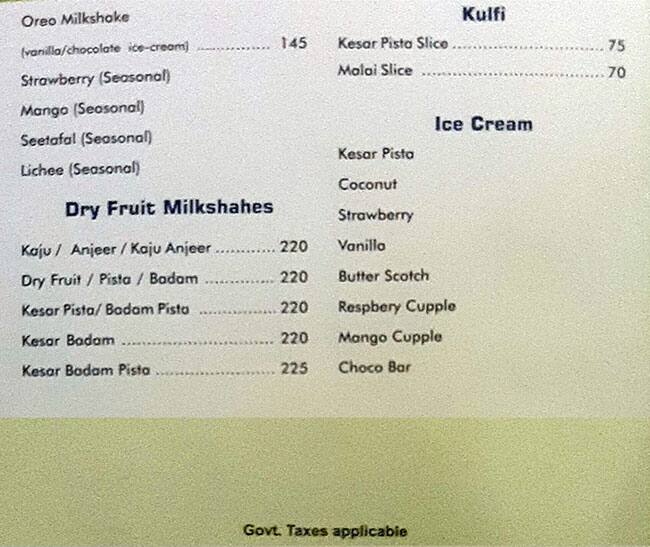 Oreo Milkshake
(vanilla/chocolate ice-cream) ................ 145
Strawberry (Seasonal)
Mango (Seasonal)
Seetafal (Seasonal)
Lichee (Seasonal)
Dry Fruit Milkshahes
Kaju / Anjeer / Kaju Anjeer ............ 220
Dry Fruit / Pista / Badam .............. 220
Kesar Pista/ Badam Pista ............... 220
Kesar Badam ............................... 220
Kesar Badam Pista ........................ 225
Kulfi
Kesar Pista Slice ............................... 75
Malai Slice ..................................... 70
Ice Cream
Kesar Pista
Coconut
Strawberry
Vanilla
Butter Scotch
Respbery Cupple
Mango Cupple
Choco Bar
Govt. Taxes applicable